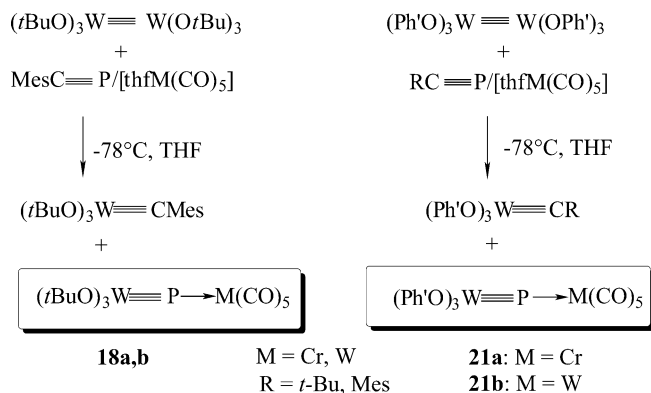 (tBuO)₃W≡W(OtBu)₃
+
MesC≡P/[thfM(CO)₅]
-78°C, THF
(tBuO)₃W≡CMes
+
(tBuO)₃W≡P→M(CO)₅
18a,b
(Ph'O)₃W≡W(OPh')₃
+
RC≡P/[thfM(CO)₅]
-78°C, THF
(Ph'O)₃W≡CR
+
(Ph'O)₃W≡P→M(CO)₅
M = Cr, W
R = t-Bu, Mes
21a: M = Cr
21b: M = W